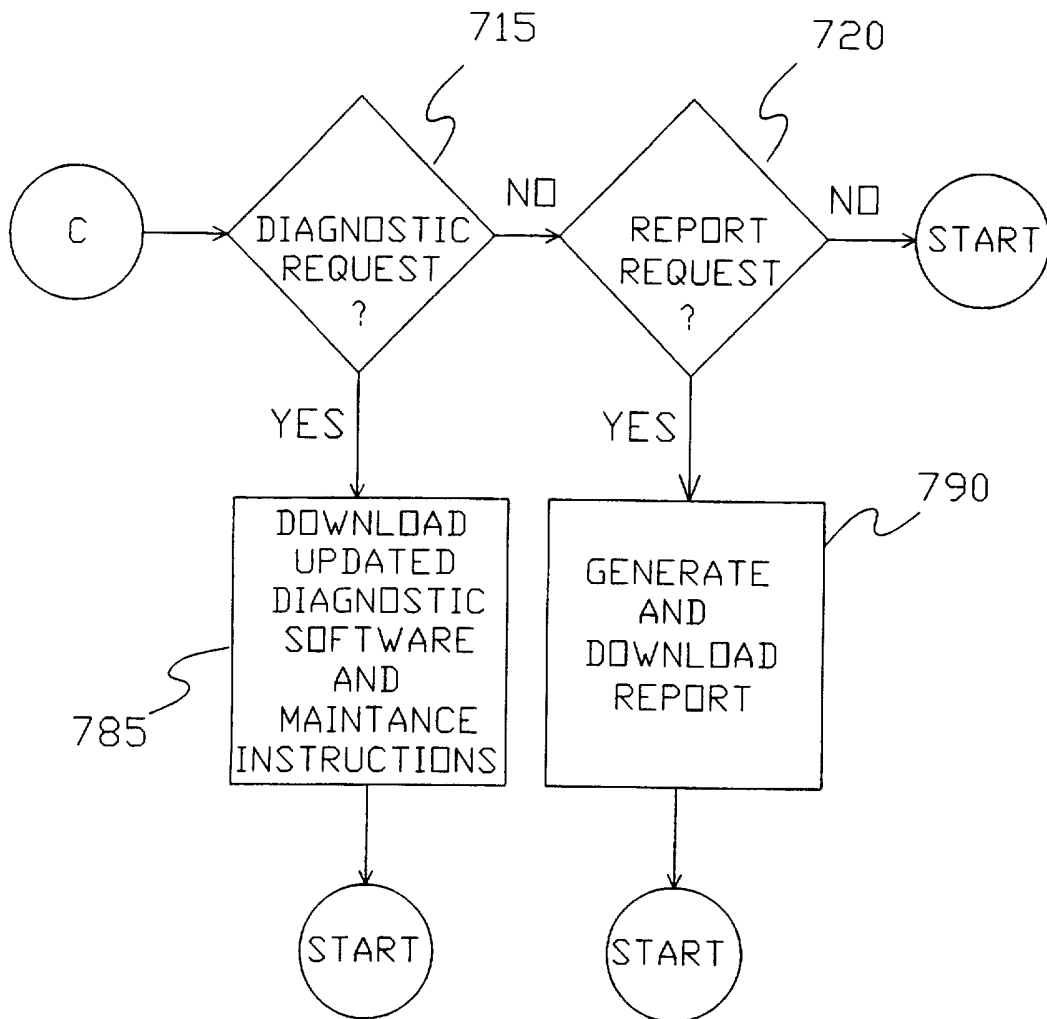 715
720
C
DIAGNOSTIC
REQUEST
?
NO
REPORT
REQUEST
?
NO
START
YES
YES
790
DOWNLOAD
UPDATED
DIAGNOSTIC
SOFTWARE
AND
MAINTANCE
INSTRUCTIONS
GENERATE
AND
DOWNLOAD
REPORT
785
START
START